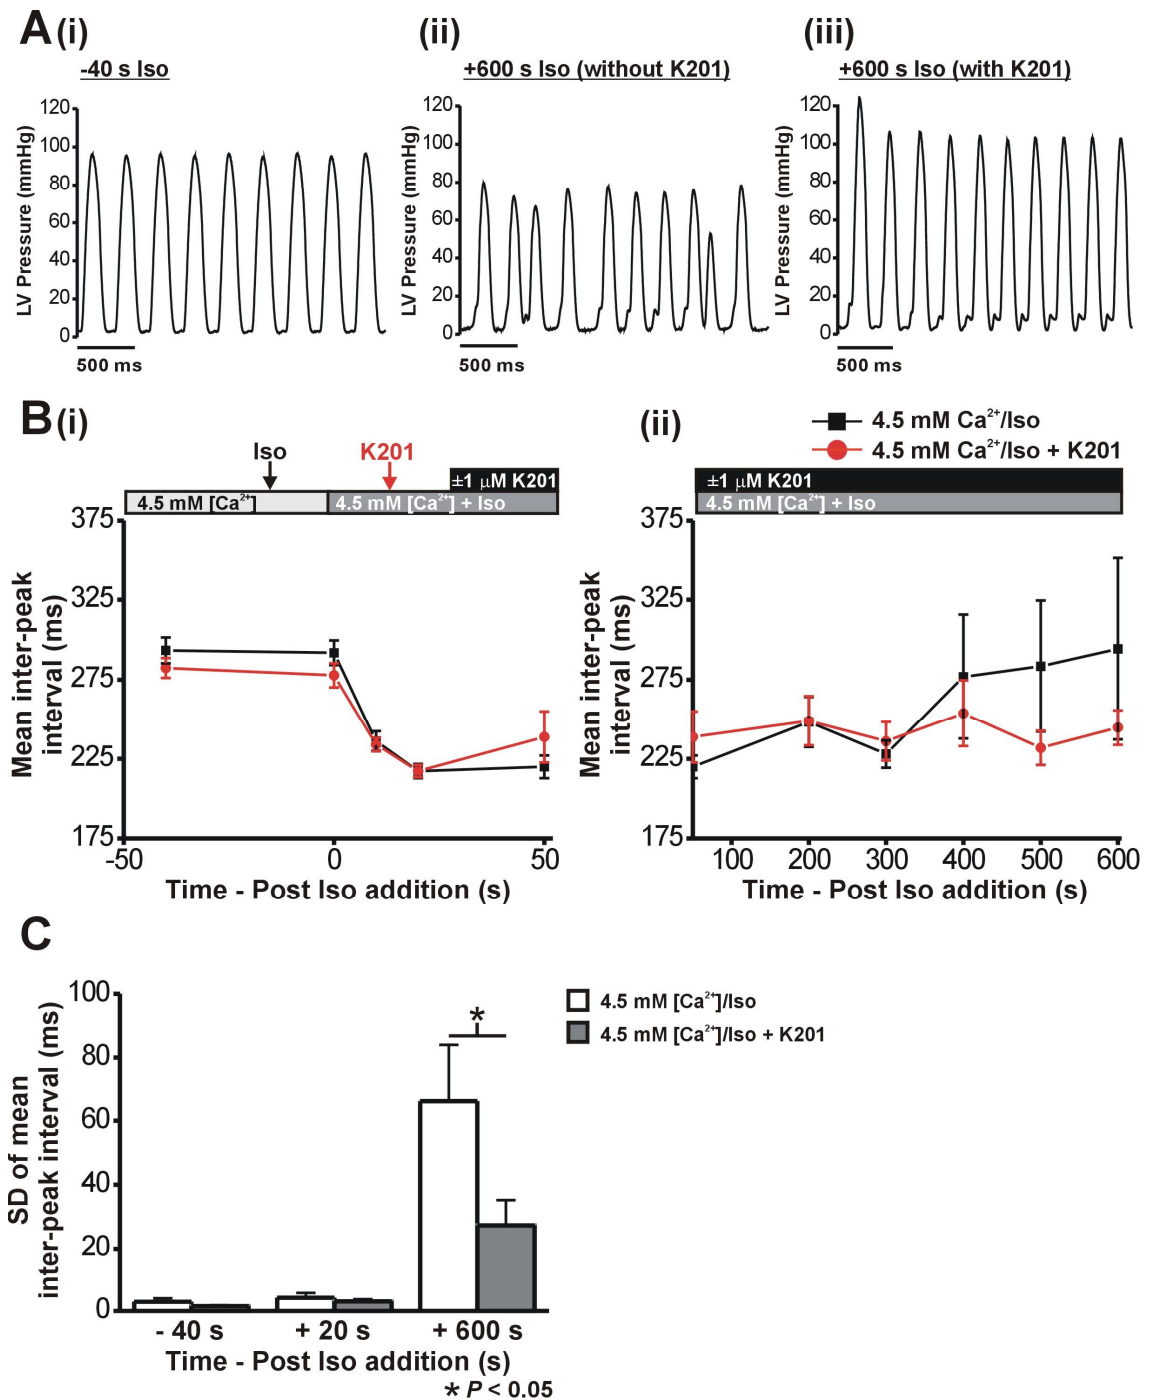 A (i) (ii) (iii)
-40 s Iso
+600 s Iso (without K201)
+600 s Iso (with K201)
LV Pressure (mmHg)
120
100
80
60
40
20
0
500 ms
LV Pressure (mmHg)
120
100
80
60
40
20
0
500 ms
LV Pressure (mmHg)
120
100
80
60
40
20
0
500 ms
B (i)
Iso
K201
±1 µM K201
4.5 mM [Ca²⁺]
4.5 mM [Ca²⁺] + Iso
Mean inter-peak
interval (ms)
375
325
275
225
175
-50 0 50
Time - Post Iso addition (s)
(ii)
4.5 mM Ca²⁺/Iso
4.5 mM Ca²⁺/Iso + K201
±1 µM K201
4.5 mM [Ca²⁺] + Iso
Mean inter-peak
interval (ms)
375
325
275
225
175
100 200 300 400 500 600
Time - Post Iso addition (s)
C
SD of mean
inter-peak interval (ms)
100
80
60
40
20
0
*
4.5 mM [Ca²⁺]/Iso
4.5 mM [Ca²⁺]/Iso + K201
- 40 s + 20 s + 600 s
Time - Post Iso addition (s)
* P < 0.05